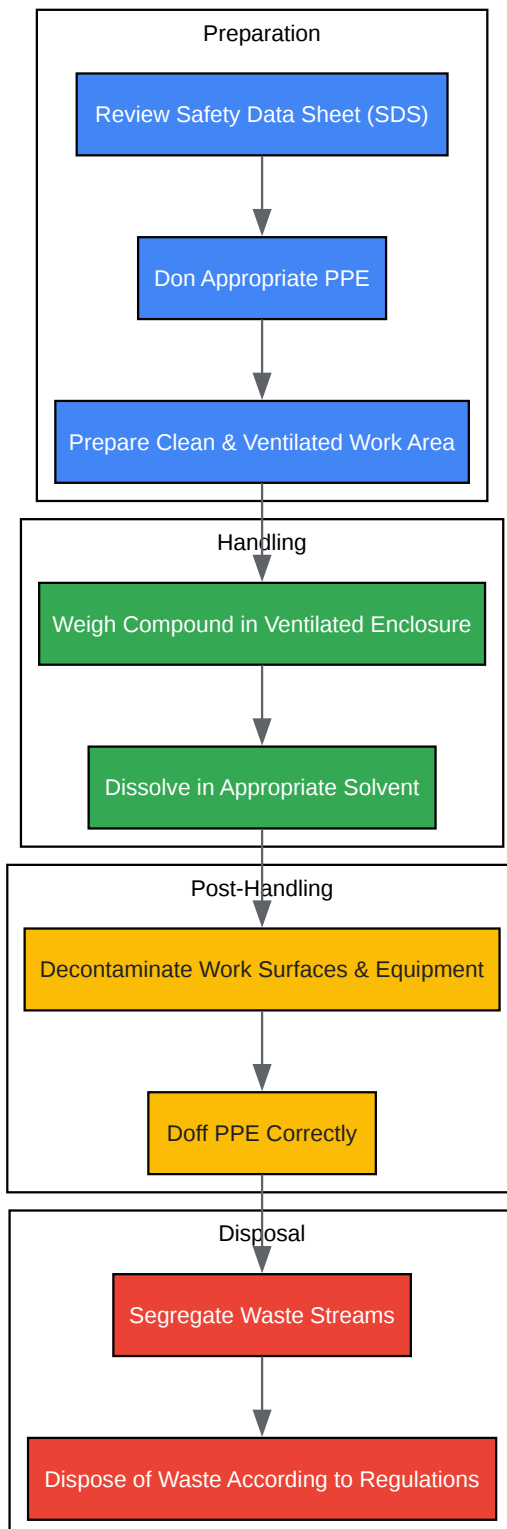 Preparation
Review Safety Data Sheet (SDS)
Don Appropriate PPE
Prepare Clean & Ventilated Work Area
Handling
Weigh Compound in Ventilated Enclosure
Dissolve in Appropriate Solvent
Post-Handling
Decontaminate Work Surfaces & Equipment
Doff PPE Correctly
Disposal
Segregate Waste Streams
Dispose of Waste According to Regulations